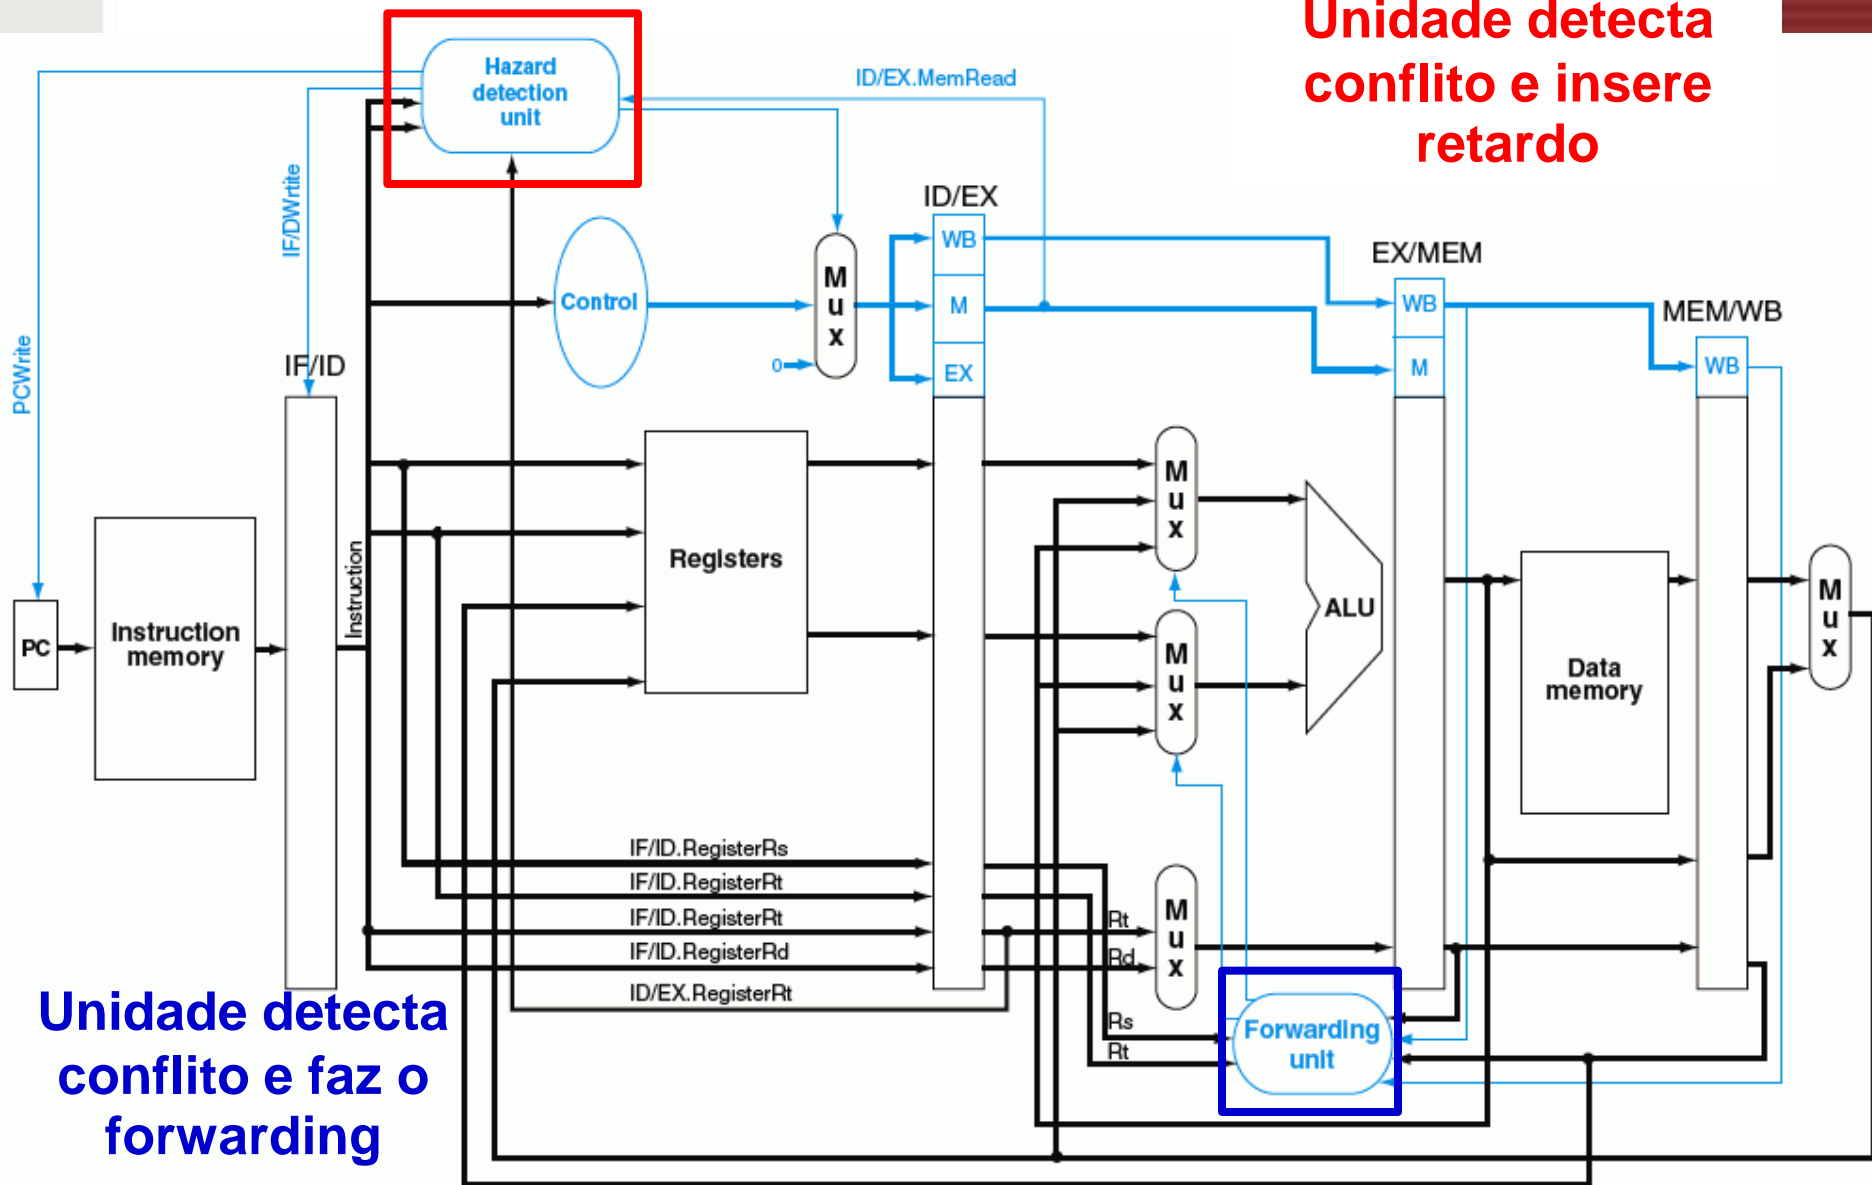 Unidade detecta
conflito e insere
retardo
Hazard
detection
unit
ID/EX.MemRead
IF/DWrtite
PCWrite
ID/EX
WB
M
EX
EX/MEM
WB
M
MEM/WB
WB
Control
0
M
u
x
IF/ID
Instruction
PC
Instruction
memory
Registers
M
u
x
M
u
x
ALU
Data
memory
M
u
x
IF/ID.RegisterRs
IF/ID.RegisterRt
IF/ID.RegisterRt
IF/ID.RegisterRd
ID/EX.RegisterRt
Rt
Rd
M
u
x
Rs
Rt
Forwarding
unit
Unidade detecta
conflito e faz o
forwarding